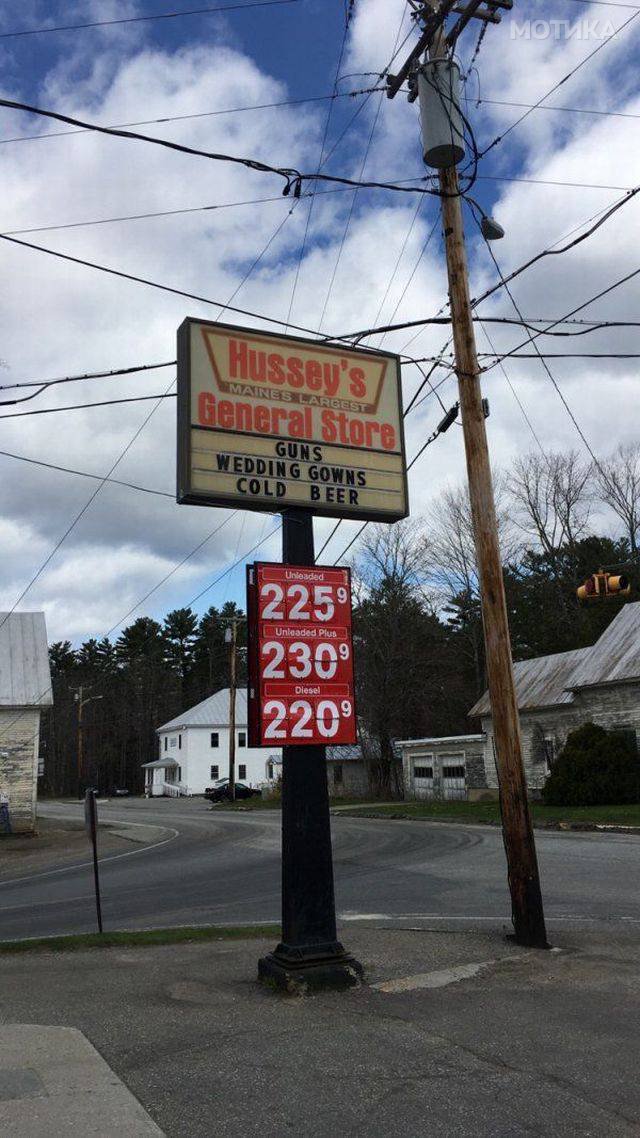 МОТИКА
Hussey's
MAINE'S LARGEST
General Store
GUNS
WEDDING GOWNS
COLD BEER
Unleaded
225 9
Unleaded Plus
230 9
Diesel
220 9